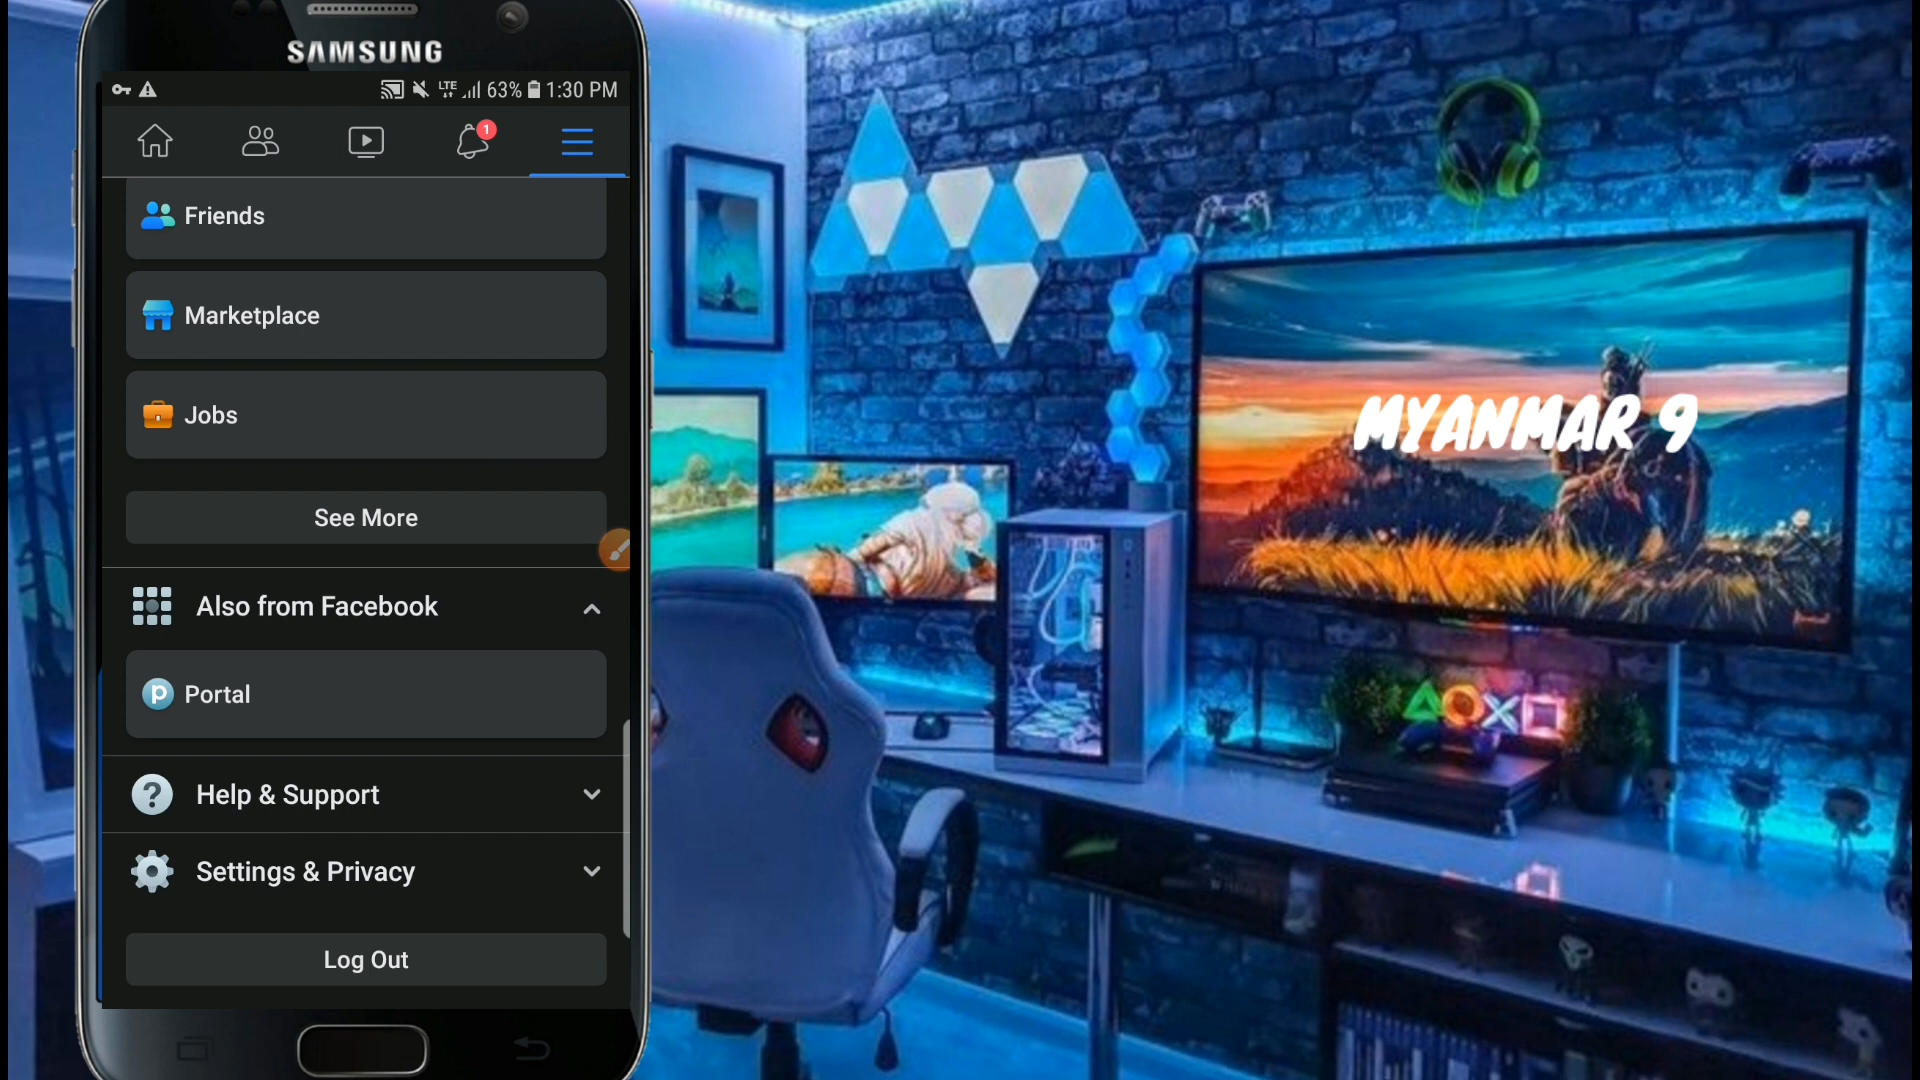 SAMSUNG
LTE 63% 1:30 PM
1
Friends
Marketplace
Jobs
See More
Also from Facebook
Portal
Help & Support
Settings & Privacy
Log Out
MYANMAR 9